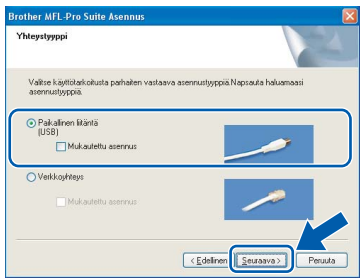 Brother MFL-Pro Suite Asennus
Yhteystyyppi
Valitse käyttötarkoitusta parhaiten vastaava asennustyyppi.Napsauta haluamaasi
asennustyyppiä.
Paikallinen liitäntä
(USB)
Mukautettu asennus
Verkkoyhteys
Mukautettu asennus
< Edellinen
Seuraava >
Peruuta